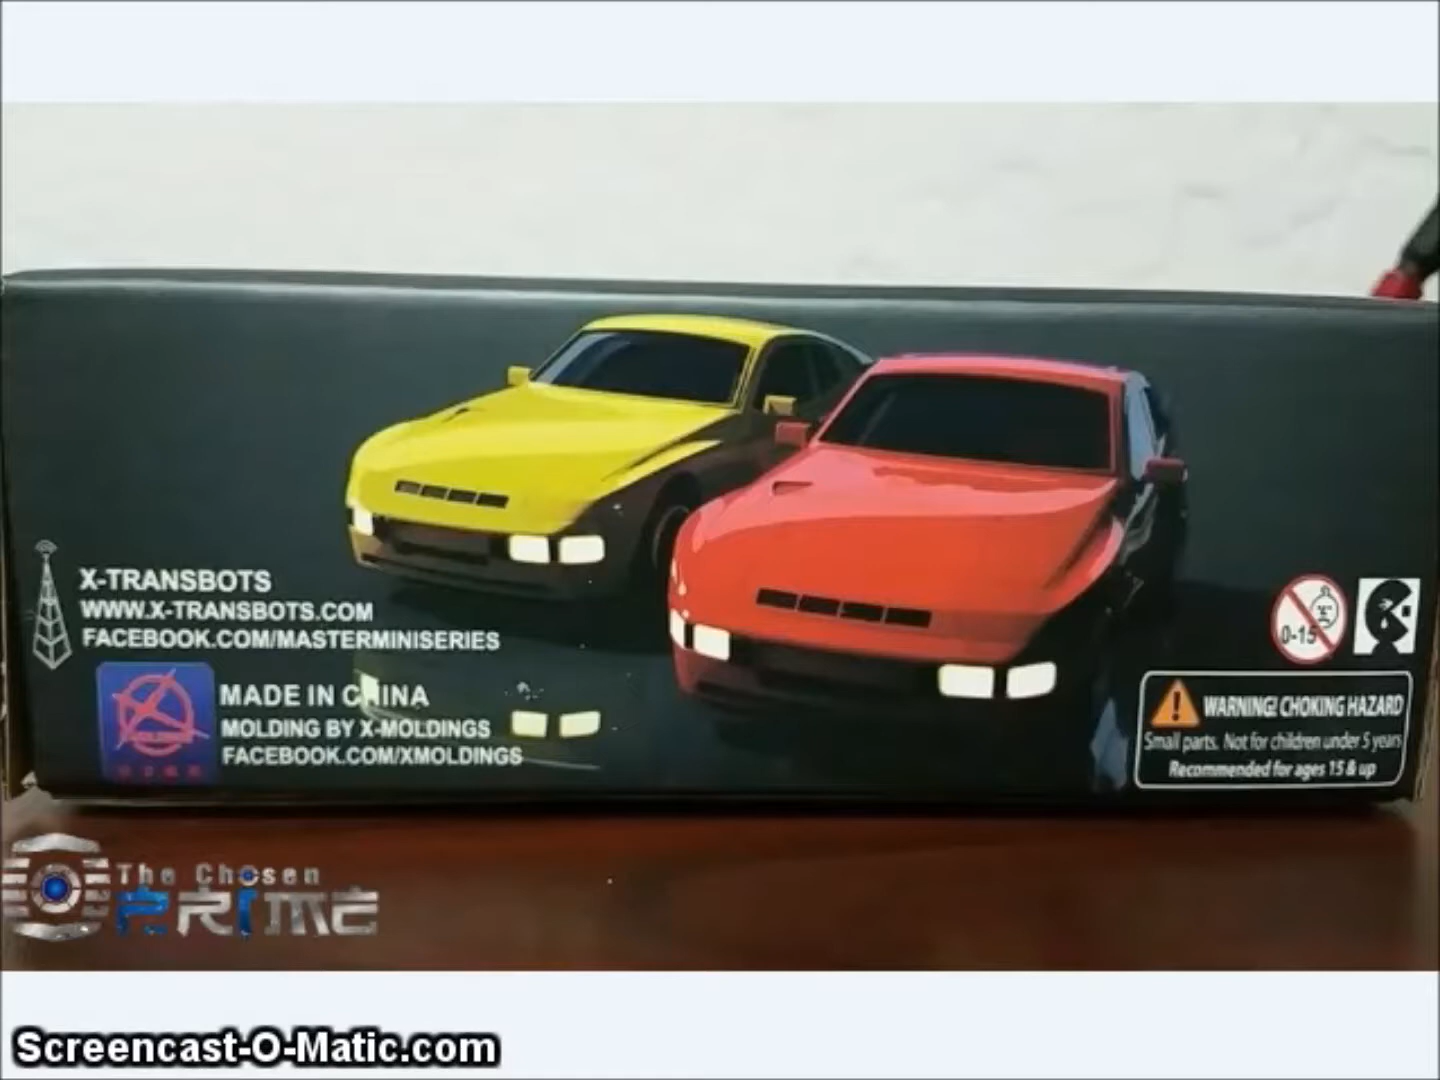 X-TRANSBOTS
WWW.X-TRANSBOTS.COM
FACEBOOK.COM/MASTERMINISERIES
MADE IN CHINA
MOLDING BY X-MOLDINGS
FACEBOOK.COM/XMOLDINGS
0-15
WARNING! CHOKING HAZARD
Small parts. Not for children under 5 years
Recommended for ages 15 & up
The Chosen
PRIME
Screencast-O-Matic.com